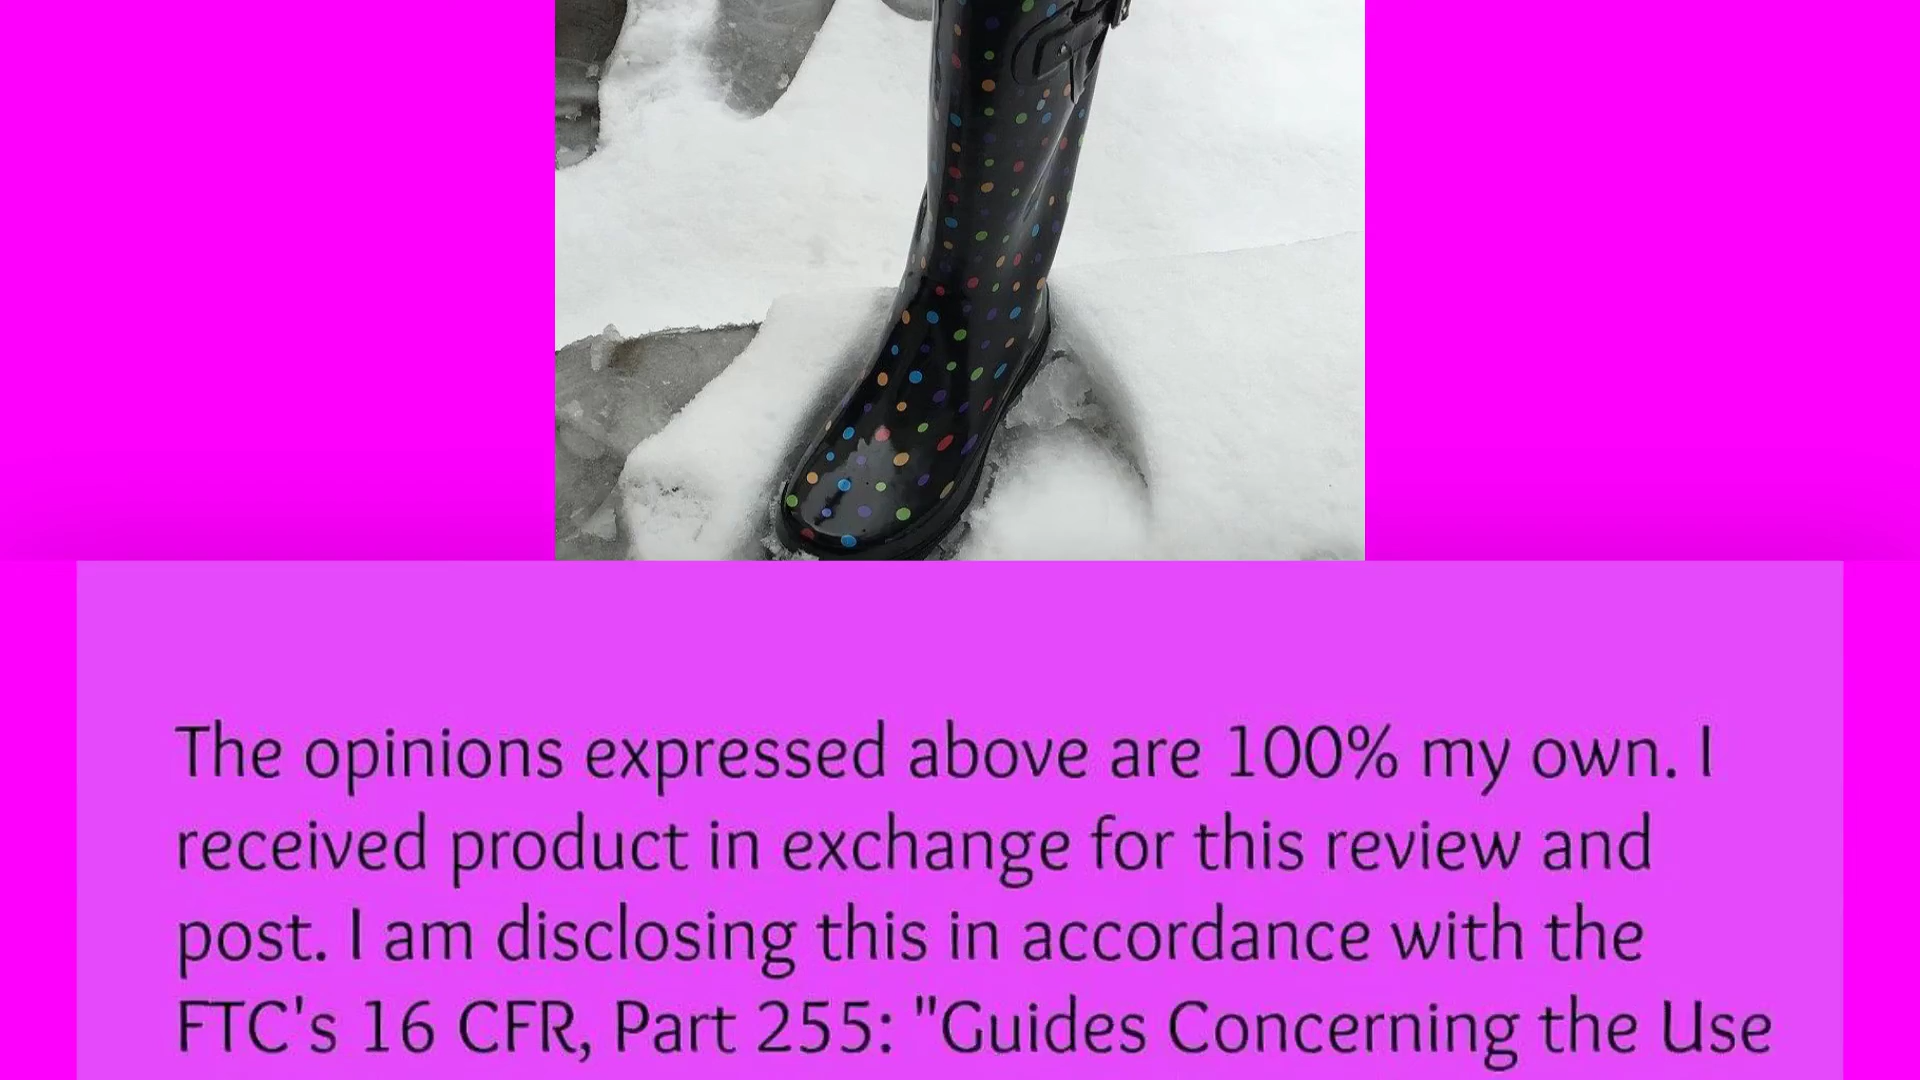 The opinions expressed above are 100% my own. I
received product in exchange for this review and
post. I am disclosing this in accordance with the
FTC's 16 CFR, Part 255: "Guides Concerning the Use